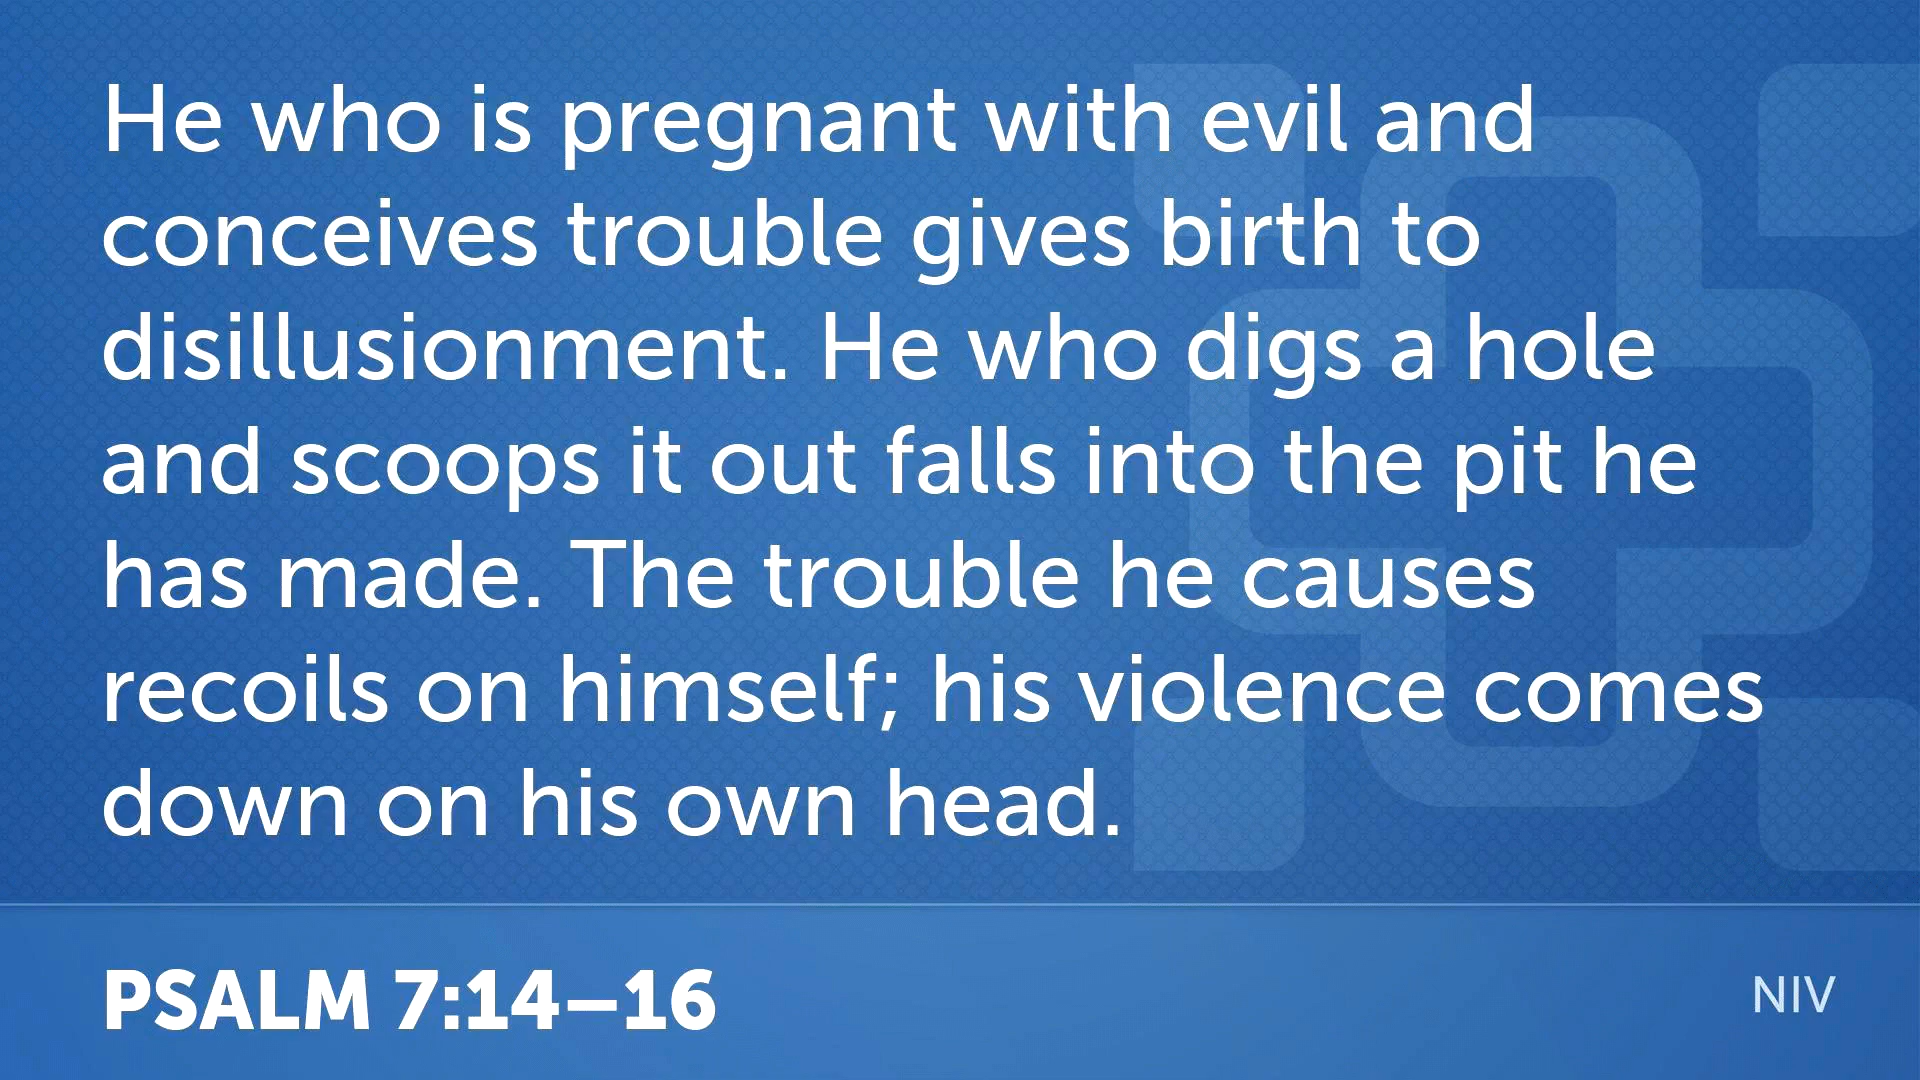 He who is pregnant with evil and
conceives trouble gives birth to
disillusionment. He who digs a hole
and scoops it out falls into the pit he
has made. The trouble he causes
recoils on himself; his violence comes
down on his own head.
PSALM 7:14–16
NIV